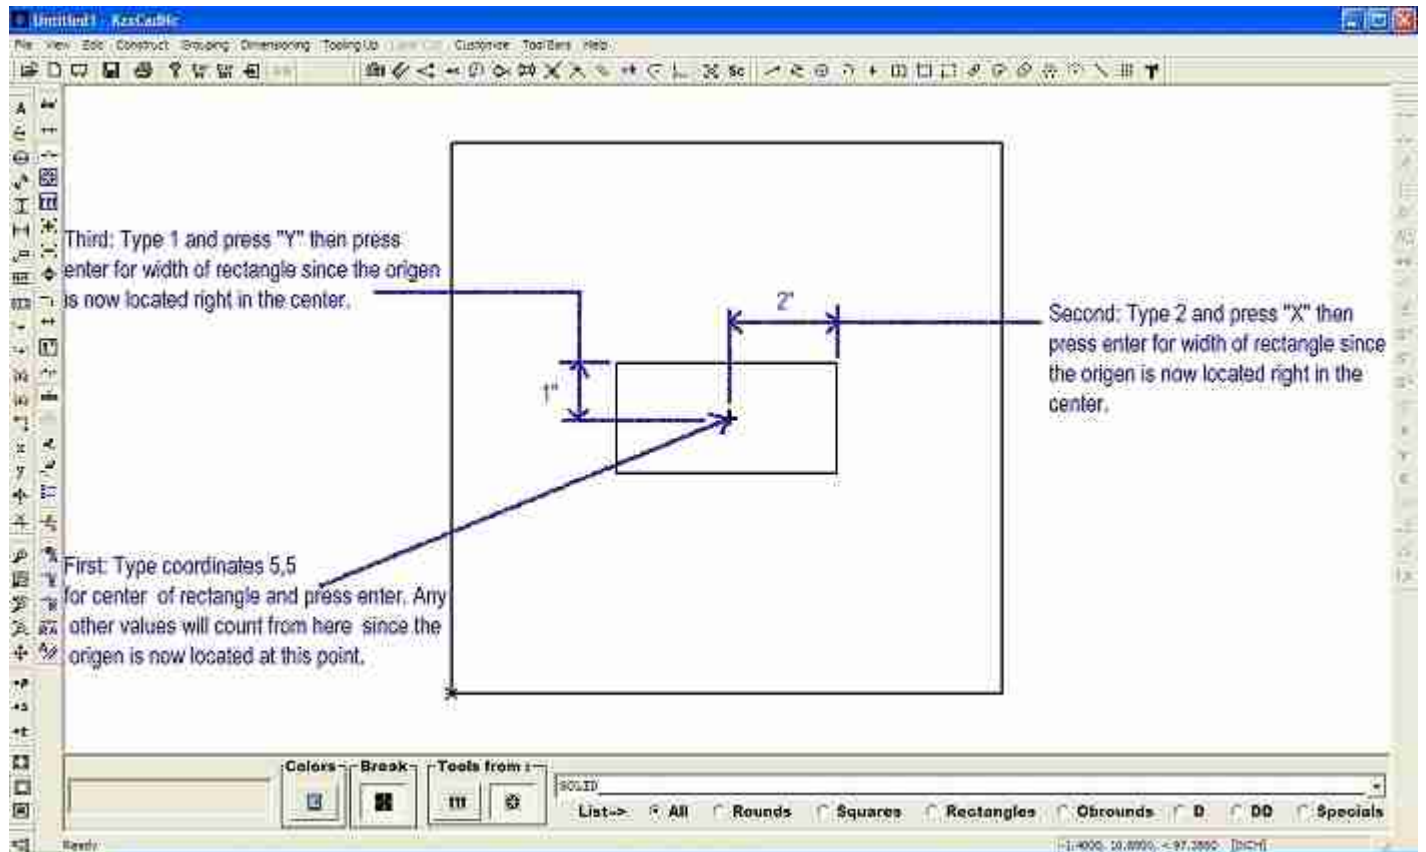 Untitled1 - KzxCadNc
File View Edit Construct Grouping Dimensioning Tooling Up Customize ToolBars Help
Third: Type 1 and press "Y" then press
enter for width of rectangle since the origen
is now located right in the center.
2"
1"
Second: Type 2 and press "X" then
press enter for width of rectangle since
the origen is now located right in the
center.
First: Type coordinates 5,5
for center of rectangle and press enter. Any
other values will count from here since the
origen is now located at this point.
Colors
Break
Tools from :
SOLID
List-> All Rounds Squares Rectangles Obrounds D DD Specials
Ready
[INCH]